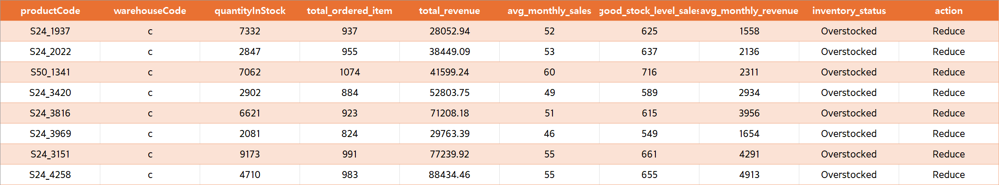 productCode warehouseCode quantityInStock total_ordered_item total_revenue avg_monthly_sales good_stock_level_sales avg_monthly_revenue inventory_status action
S24_1937 c 7332 937 28052.94 52 625 1558 Overstocked Reduce
S24_2022 c 2847 955 38449.09 53 637 2136 Overstocked Reduce
S50_1341 c 7062 1074 41599.24 60 716 2311 Overstocked Reduce
S24_3420 c 2902 884 52803.75 49 589 2934 Overstocked Reduce
S24_3816 c 6621 923 71208.18 51 615 3956 Overstocked Reduce
S24_3969 c 2081 824 29763.39 46 549 1654 Overstocked Reduce
S24_3151 c 9173 991 77239.92 55 661 4291 Overstocked Reduce
S24_4258 c 4710 983 88434.46 55 655 4913 Overstocked Reduce